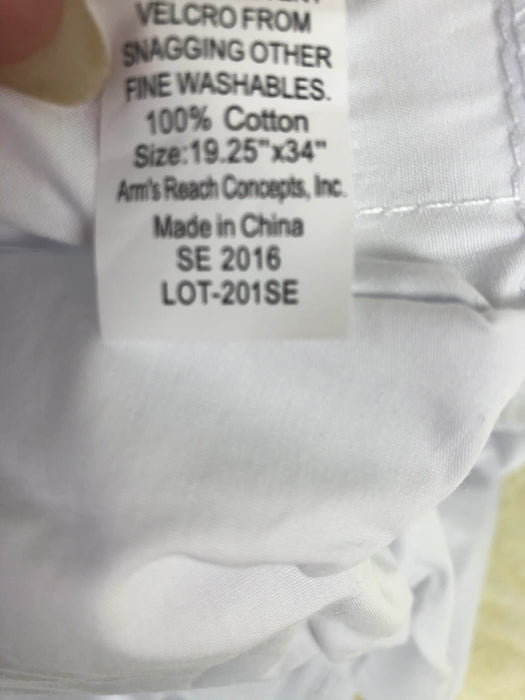 VELCRO FROM
SNAGGING OTHER
FINE WASHABLES.
100% Cotton
Size:19.25"x34"
Arm's Reach Concepts, Inc.
Made in China
SE 2016
LOT-201SE